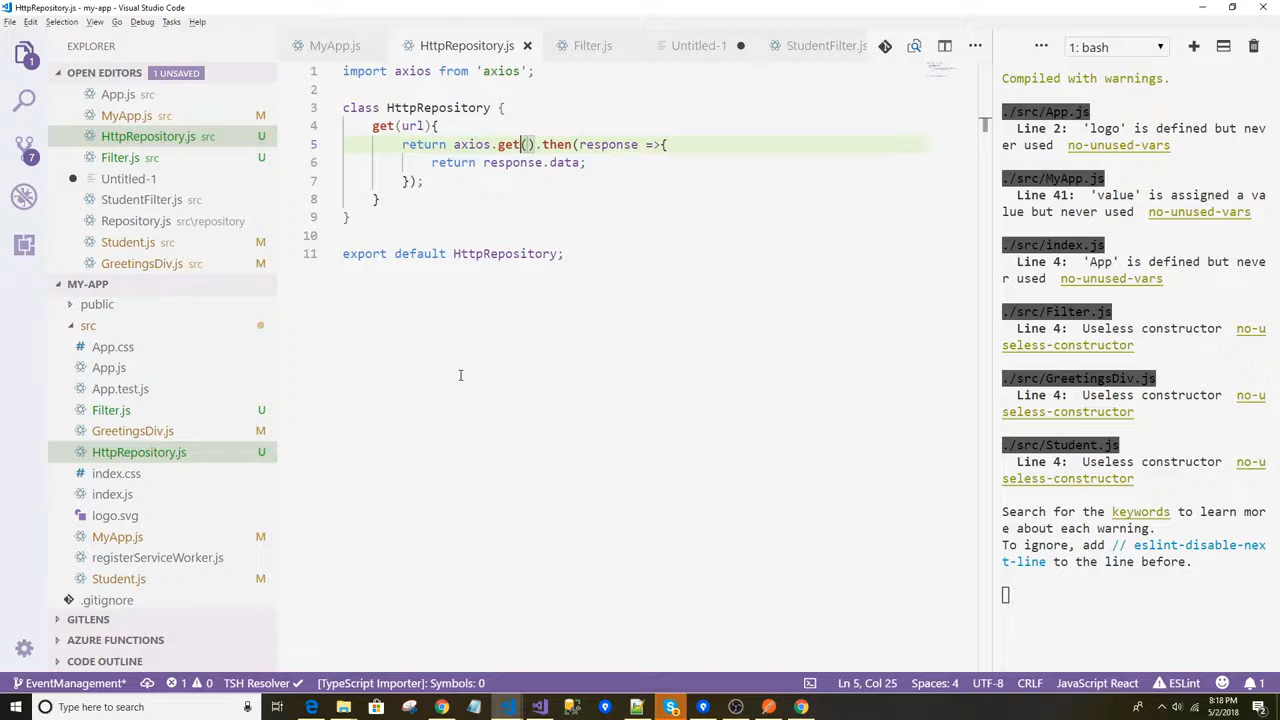 HttpRepository.js - my-app - Visual Studio Code
File Edit Selection View Go Debug Tasks Help
EXPLORER
OPEN EDITORS 1 UNSAVED
App.js src
MyApp.js src M
HttpRepository.js src U
Filter.js src U
Untitled-1
StudentFilter.js src
Repository.js src\repository
Student.js src M
GreetingsDiv.js src M
MY-APP
public
src
App.css
App.js
App.test.js
Filter.js U
GreetingsDiv.js M
HttpRepository.js U
index.css
index.js
logo.svg
MyApp.js M
registerServiceWorker.js
Student.js M
.gitignore
GITLENS
AZURE FUNCTIONS
CODE OUTLINE
MyApp.js HttpRepository.js Filter.js Untitled-1 StudentFilter.js
1 import axios from 'axios';
2
3 class HttpRepository {
4 get(url){
5 return axios.get().then(response =>{
6 return response.data;
7 });
8 }
9 }
10
11 export default HttpRepository;
1: bash
Compiled with warnings.
./src/App.js
Line 2: 'logo' is defined but nev
er used no-unused-vars
./src/MyApp.js
Line 41: 'value' is assigned a va
lue but never used no-unused-vars
./src/index.js
Line 4: 'App' is defined but neve
r used no-unused-vars
./src/Filter.js
Line 4: Useless constructor no-u
seless-constructor
./src/GreetingsDiv.js
Line 4: Useless constructor no-u
seless-constructor
./src/Student.js
Line 4: Useless constructor no-u
seless-constructor
Search for the keywords to learn mor
e about each warning.
To ignore, add // eslint-disable-nex
t-line to the line before.
EventManagement* 1 0 TSH Resolver [TypeScript Importer]: Symbols: 0 Ln 5, Col 25 Spaces: 4 UTF-8 CRLF JavaScript React ESLint 1
Type here to search
8:18 PM
5/2/2018